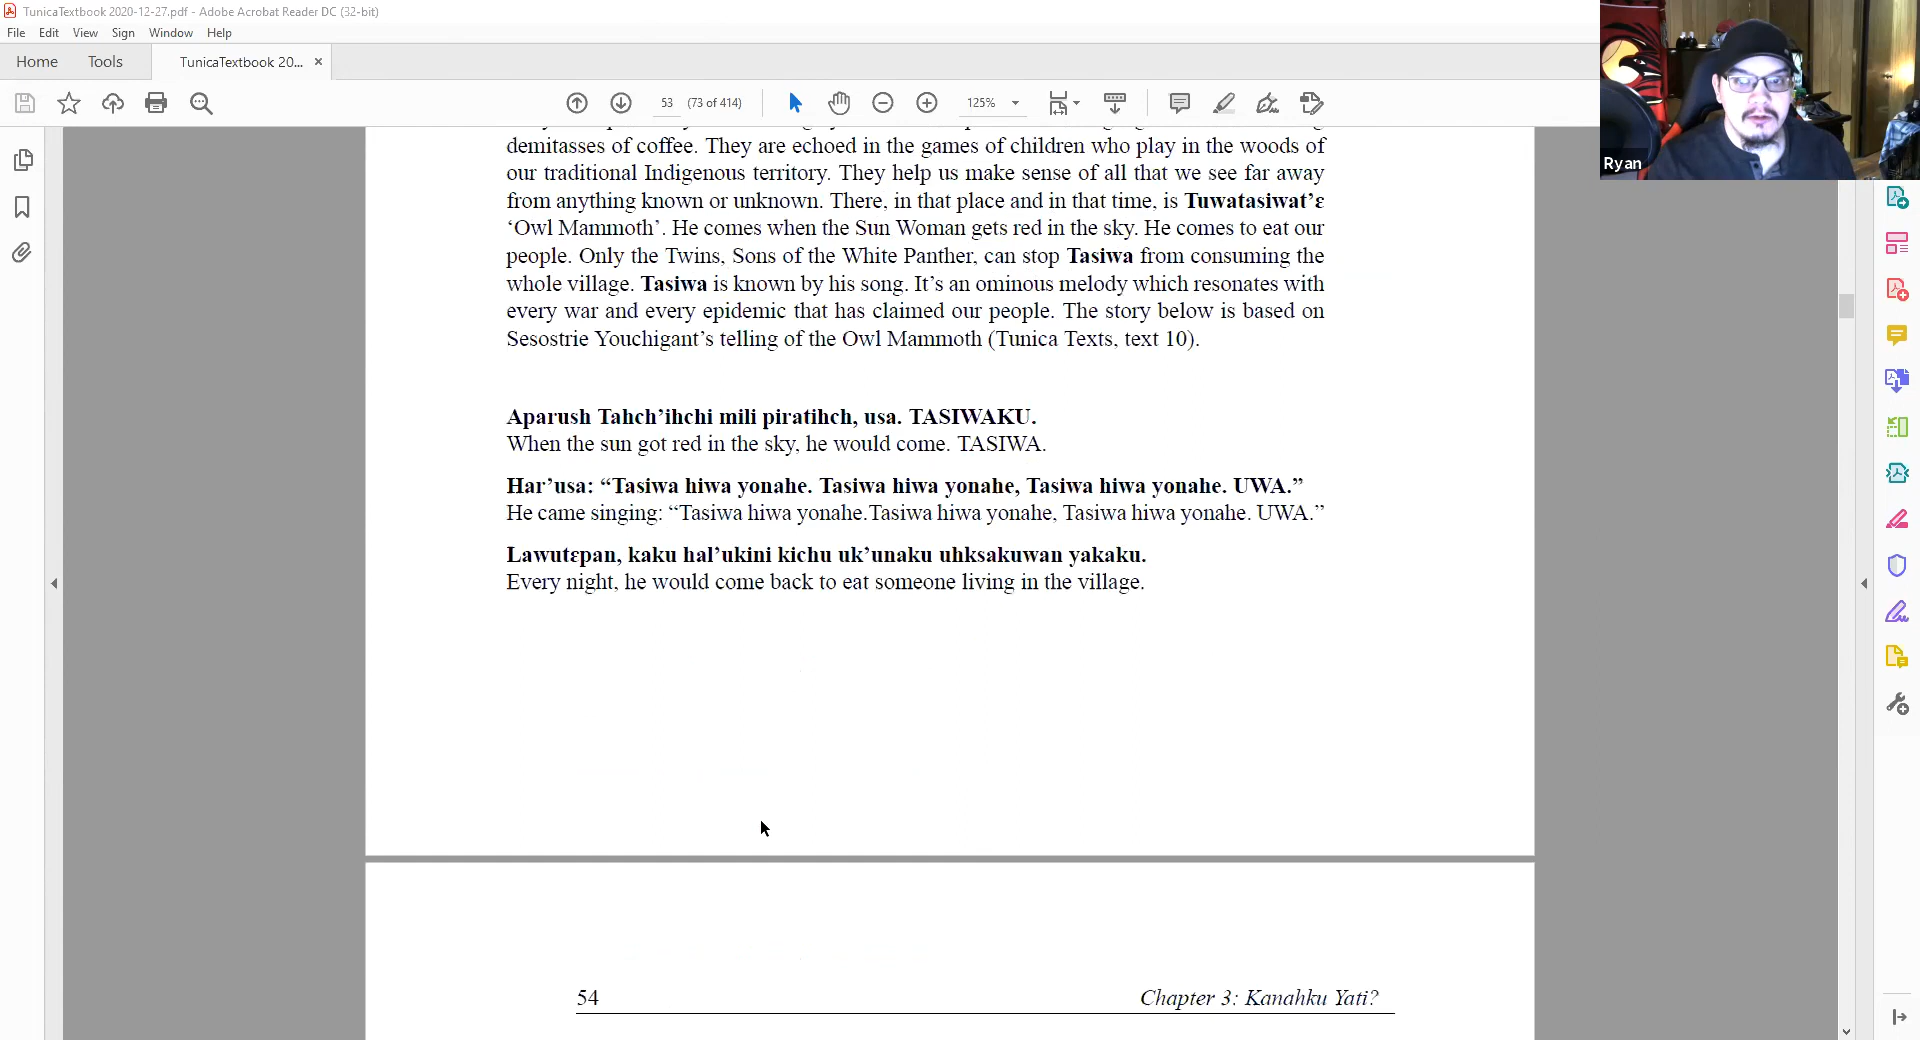 TunicaTextbook 2020-12-27.pdf - Adobe Acrobat Reader DC (32-bit)
File Edit View Sign Window Help
Home Tools TunicaTextbook 20... ×
53 (73 of 414) 125%
Ryan
demitasses of coffee. They are echoed in the games of children who play in the woods of
our traditional Indigenous territory. They help us make sense of all that we see far away
from anything known or unknown. There, in that place and in that time, is Tuwatasiwat’ɛ
‘Owl Mammoth’. He comes when the Sun Woman gets red in the sky. He comes to eat our
people. Only the Twins, Sons of the White Panther, can stop Tasiwa from consuming the
whole village. Tasiwa is known by his song. It’s an ominous melody which resonates with
every war and every epidemic that has claimed our people. The story below is based on
Sesostrie Youchigant’s telling of the Owl Mammoth (Tunica Texts, text 10).
Aparush Tahch’ihchi mili piratihch, usa. TASIWAKU.
When the sun got red in the sky, he would come. TASIWA.
Har’usa: “Tasiwa hiwa yonahe. Tasiwa hiwa yonahe, Tasiwa hiwa yonahe. UWA.”
He came singing: “Tasiwa hiwa yonahe.Tasiwa hiwa yonahe, Tasiwa hiwa yonahe. UWA.”
Lawutɛpan, kaku hal’ukini kichu uk’unaku uhksakuwan yakaku.
Every night, he would come back to eat someone living in the village.
54 Chapter 3: Kanahku Yati?